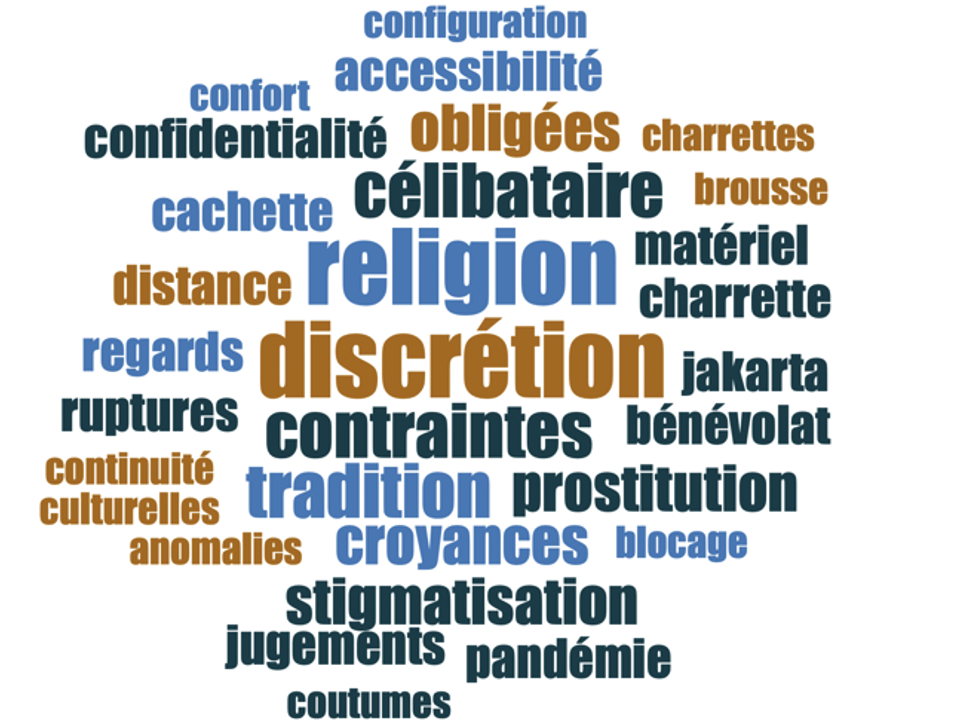 configuration
accessibilité
confort
confidentialité obligées charrettes
célibataire brousse
cachette
religion matériel
distance charrette
regards discrétion jakarta
ruptures contraintes bénévolat
continuité
tradition prostitution
culturelles
anomalies croyances blocage
stigmatisation
jugements pandémie
coutumes